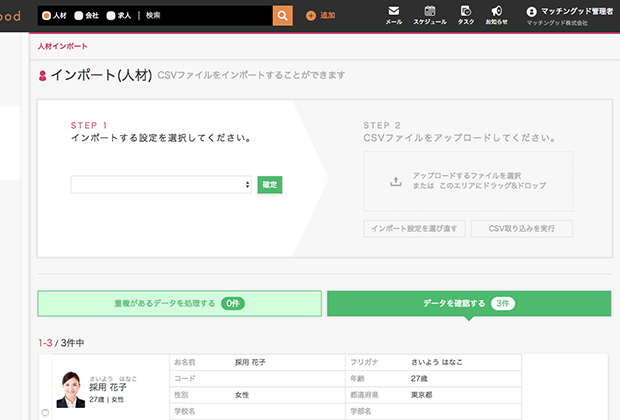 ood 人材 会社 求人 | 検索 追加 メール スケジュール タスク お知らせ マッチングッド管理者
マッチングッド株式会社
人材インポート
インポート(人材) CSVファイルをインポートすることができます
STEP 1
インポートする設定を選択してください。
確定
STEP 2
CSVファイルをアップロードしてください。
アップロードするファイルを選択
または このエリアにドラッグ&ドロップ
インポート設定を選び直す CSV取り込みを実行
重複があるデータを処理する 0件 データを確認する 3件
1-3 / 3件中
さいよう はなこ
採用 花子
27歳 | 女性
お名前 採用 花子 フリガナ さいよう はなこ
コード 年齢 27歳
性別 女性 都道府県 東京都
学校名 学部名